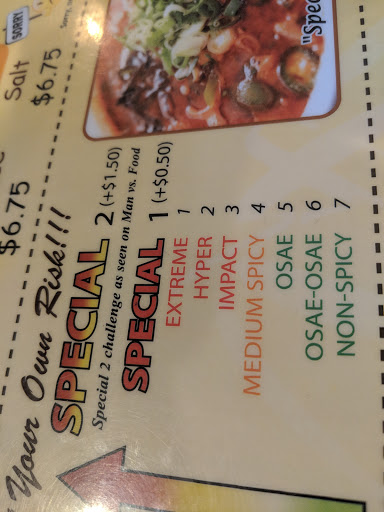 SORRY
Salt
$6.75
$6.75
"Spec
Your Own Risk!!!
SPECIAL 2 (+$1.50)
Special 2 challenge as seen on Man vs. Food
SPECIAL 1 (+$0.50)
EXTREME 1
HYPER 2
IMPACT 3
MEDIUM SPICY 4
OSAE 5
OSAE-OSAE 6
NON-SPICY 7